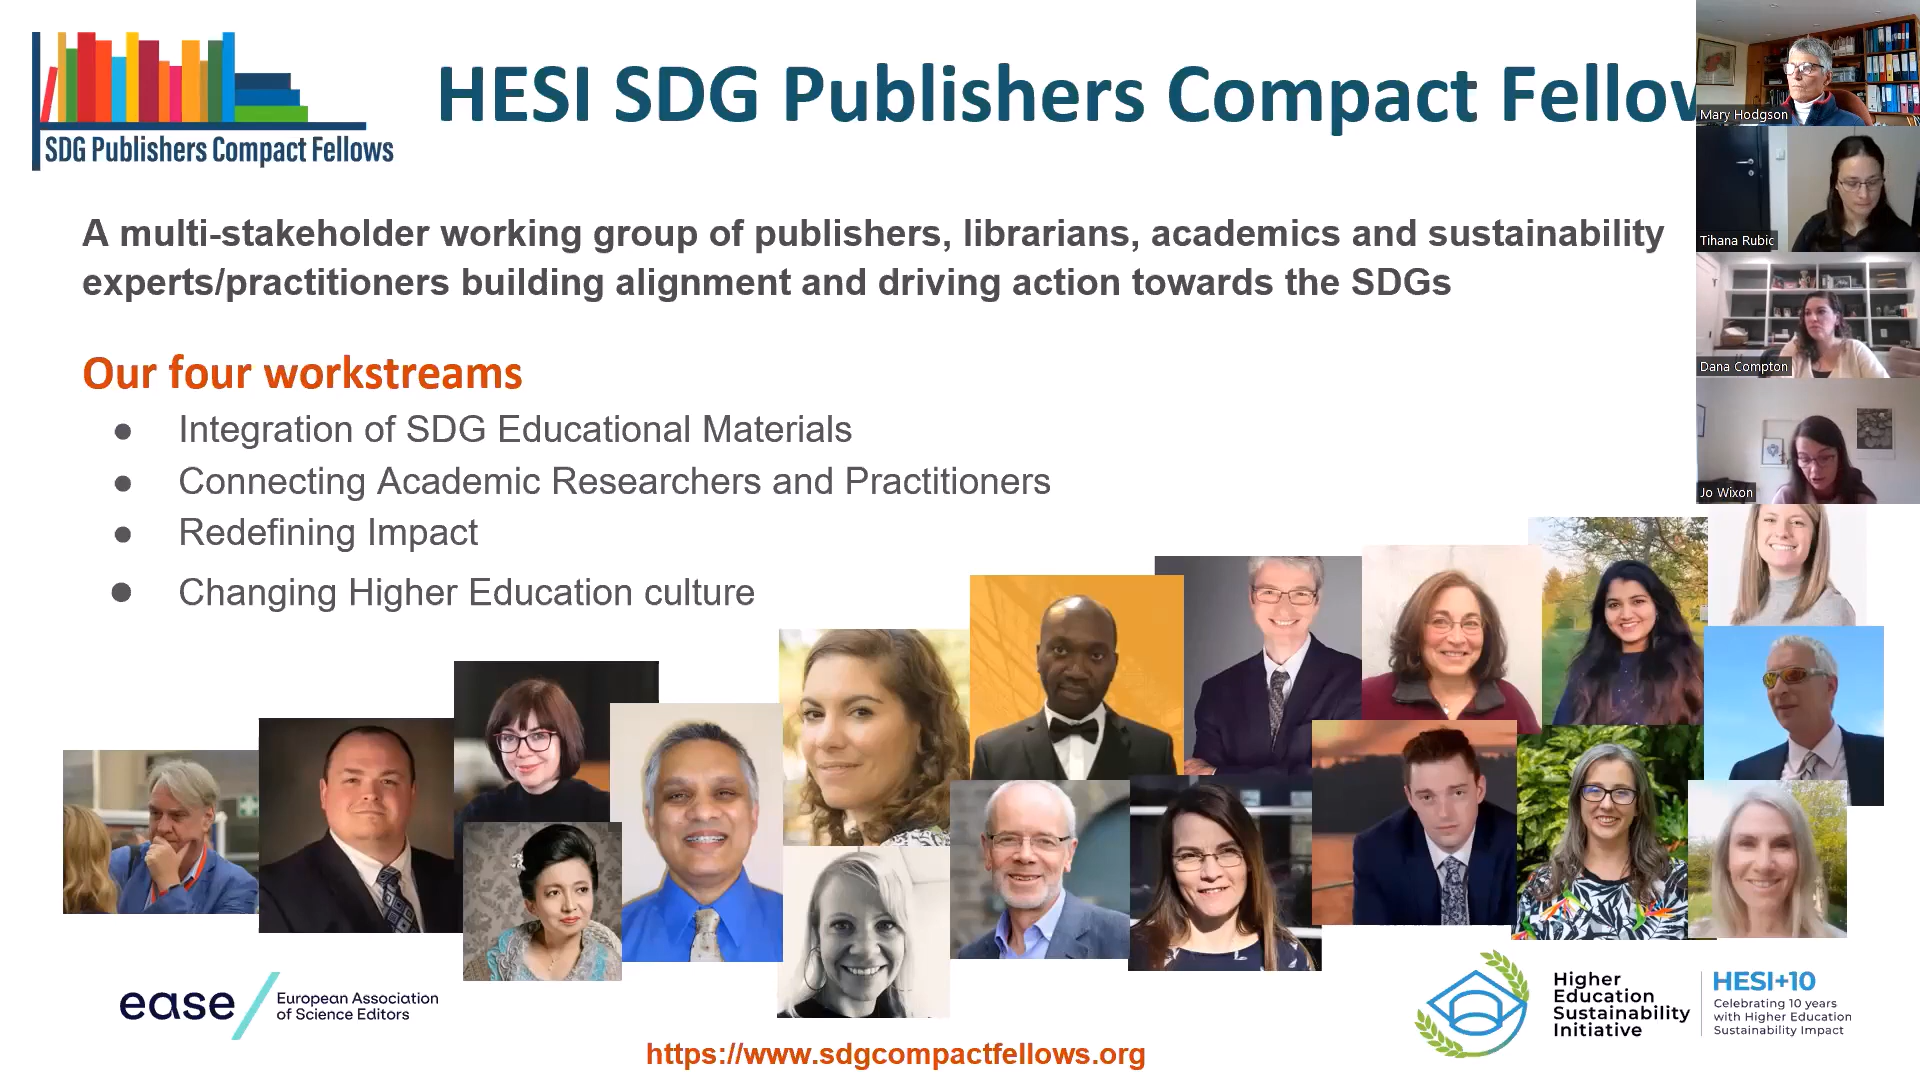 SDG Publishers Compact Fellows
HESI SDG Publishers Compact Fellow
A multi-stakeholder working group of publishers, librarians, academics and sustainability
experts/practitioners building alignment and driving action towards the SDGs
Our four workstreams
● Integration of SDG Educational Materials
● Connecting Academic Researchers and Practitioners
● Redefining Impact
● Changing Higher Education culture
Mary Hodgson
Tihana Rubic
Dana Compton
Jo Wixon
ease
European Association
of Science Editors
https://www.sdgcompactfellows.org
Higher
Education
Sustainability
Initiative
HESI+10
Celebrating 10 years
with Higher Education
Sustainability Impact